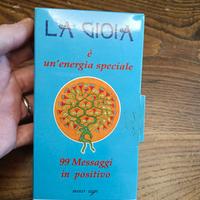 LA GIOIA
è
un'energia speciale
99 Messaggi
in positivo